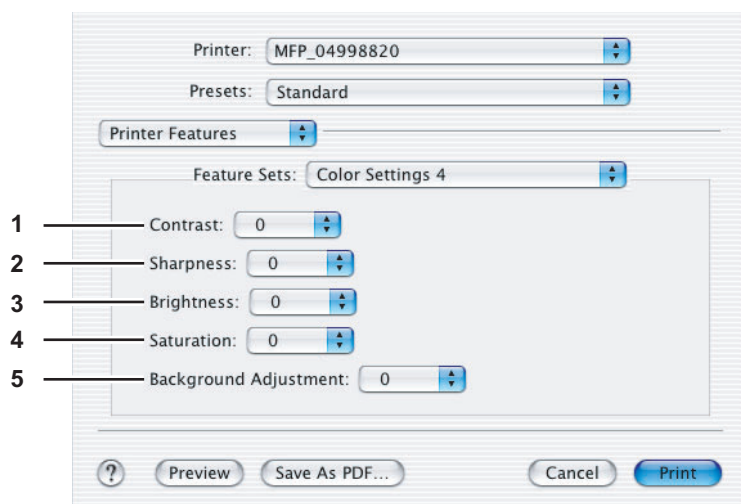 Printer: MFP_04998820
Presets: Standard
Printer Features
Feature Sets: Color Settings 4
1 Contrast: 0
2 Sharpness: 0
3 Brightness: 0
4 Saturation: 0
5 Background Adjustment: 0
? Preview Save As PDF... Cancel Print